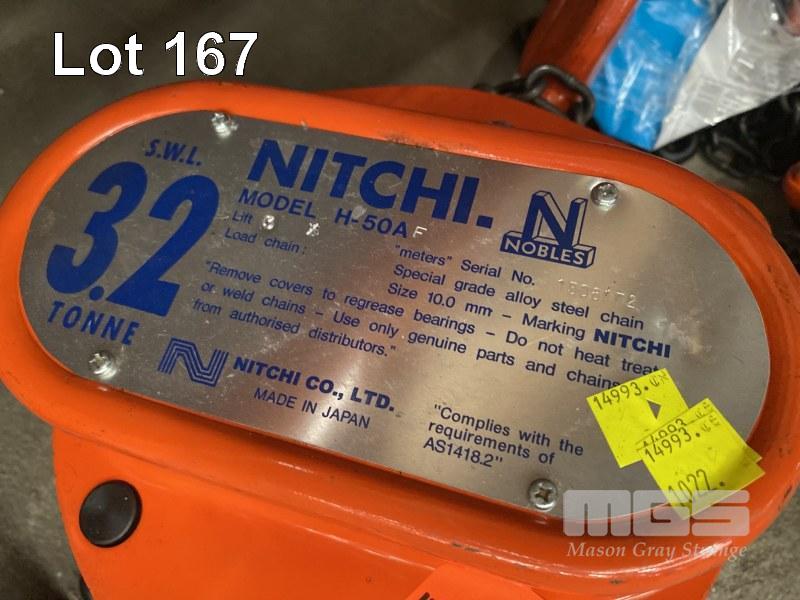 Lot 167
S.W.L.
3.2
TONNE
NITCHI.
MODEL H-50A F
Lift 3 "meters" Serial No.
Load chain: Special grade alloy steel chain
Size 10.0 mm - Marking NITCHI
"Remove covers to regrease bearings - Do not heat treat
or weld chains - Use only genuine parts and chains
from authorised distributors."
N
NOBLES
NITCHI CO., LTD.
MADE IN JAPAN
"Complies with the
requirements of
AS1418.2"
14993.
14993.
1022.
MGS
Mason Gray Strange